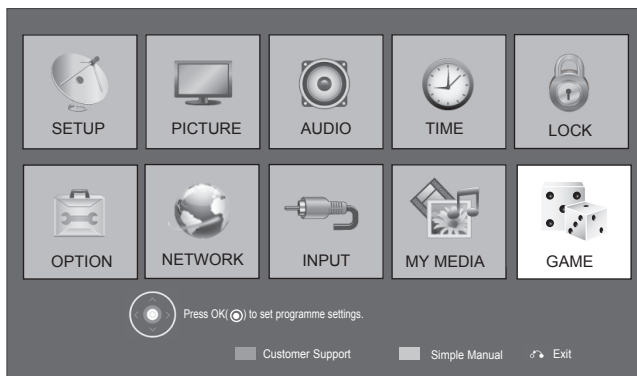 SETUP PICTURE AUDIO TIME LOCK
OPTION NETWORK INPUT MY MEDIA GAME
Press OK(◉) to set programme settings.
Customer Support Simple Manual Exit